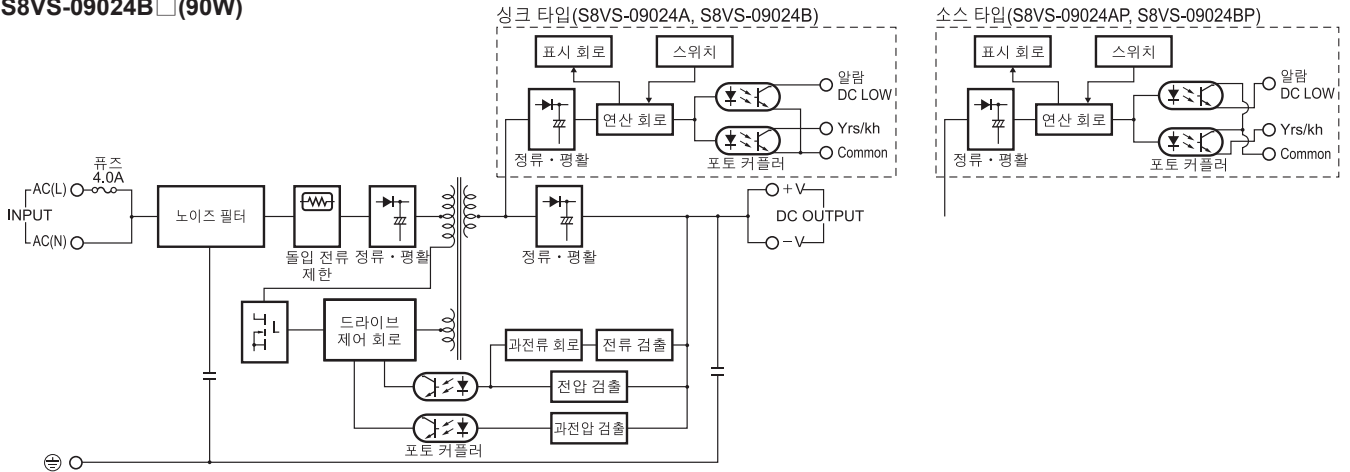 S8VS-09024B□(90W)
싱크 타입(S8VS-09024A, S8VS-09024B)
표시 회로
스위치
연산 회로
정류・평활
포토 커플러
알람
DC LOW
Yrs/kh
Common
소스 타입(S8VS-09024AP, S8VS-09024BP)
표시 회로
스위치
연산 회로
정류・평활
포토 커플러
알람
DC LOW
Yrs/kh
Common
퓨즈
4.0A
AC(L)
INPUT
AC(N)
노이즈 필터
돌입 전류
제한
정류・평활
정류・평활
+V
DC OUTPUT
−V
드라이브
제어 회로
과전류 회로
전류 검출
전압 검출
과전압 검출
포토 커플러